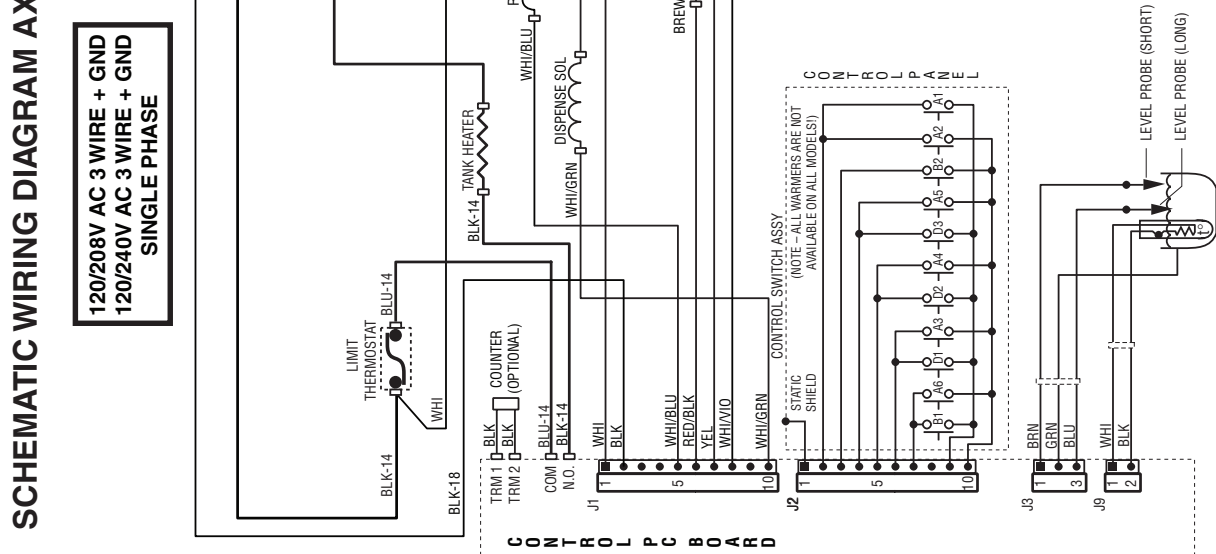 SCHEMATIC WIRING DIAGRAM AX
120/208V AC 3 WIRE + GND
120/240V AC 3 WIRE + GND
SINGLE PHASE
WHI/BLU
BREW
DISPENSE SOL
TANK HEATER
WHI/GRN
BLK-14
BLU-14
LIMIT
THERMOSTAT
WHI
BLK-14
BLK-18
COUNTER
(OPTIONAL)
BLK
BLK
BLU-14
BLK-14
TRM 1
TRM 2
COM
N.O.
WHI
BLK
WHI/BLU
RED/BLK
YEL
WHI/VIO
WHI/GRN
J1
1
5
10
CONTROL PC BOARD
CONTROL SWITCH ASSY
(NOTE – ALL WARMERS ARE NOT
AVAILABLE ON ALL MODELS!)
CONTROL PANEL
A1
A2
B2
A5
D3
A4
D2
A3
D1
A6
B1
STATIC
SHIELD
J2
1
5
10
LEVEL PROBE (SHORT)
LEVEL PROBE (LONG)
t°
BRN
GRN
BLU
J3
1
3
WHI
BLK
J9
1
2